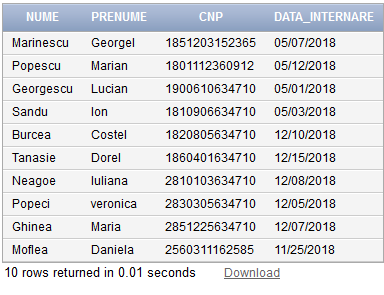 NUME PRENUME CNP DATA_INTERNARE
Marinescu Georgel 1851203152365 05/07/2018
Popescu Marian 1801112360912 05/12/2018
Georgescu Lucian 1900610634710 05/01/2018
Sandu Ion 1810906634710 05/03/2018
Burcea Costel 1820805634710 12/10/2018
Tanasie Dorel 1860401634710 12/15/2018
Neagoe Iuliana 2810103634710 12/08/2018
Popeci veronica 2830305634710 12/05/2018
Ghinea Maria 2851225634710 12/07/2018
Moflea Daniela 2560311162585 11/25/2018
10 rows returned in 0.01 seconds Download